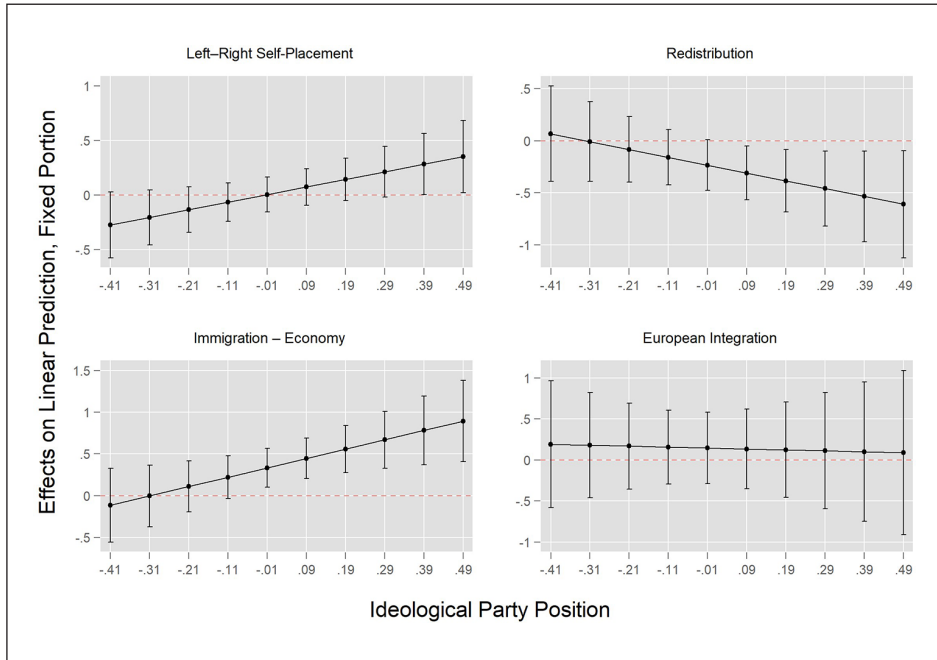 Effects on Linear Prediction, Fixed Portion
Left–Right Self-Placement
1
.5
0
-.5
-.41 -.31 -.21 -.11 -.01 .09 .19 .29 .39 .49
Redistribution
.5
0
-.5
-1
-.41 -.31 -.21 -.11 -.01 .09 .19 .29 .39 .49
Immigration – Economy
1.5
1
.5
0
-.5
-.41 -.31 -.21 -.11 -.01 .09 .19 .29 .39 .49
European Integration
1
.5
0
-.5
-1
-.41 -.31 -.21 -.11 -.01 .09 .19 .29 .39 .49
Ideological Party Position